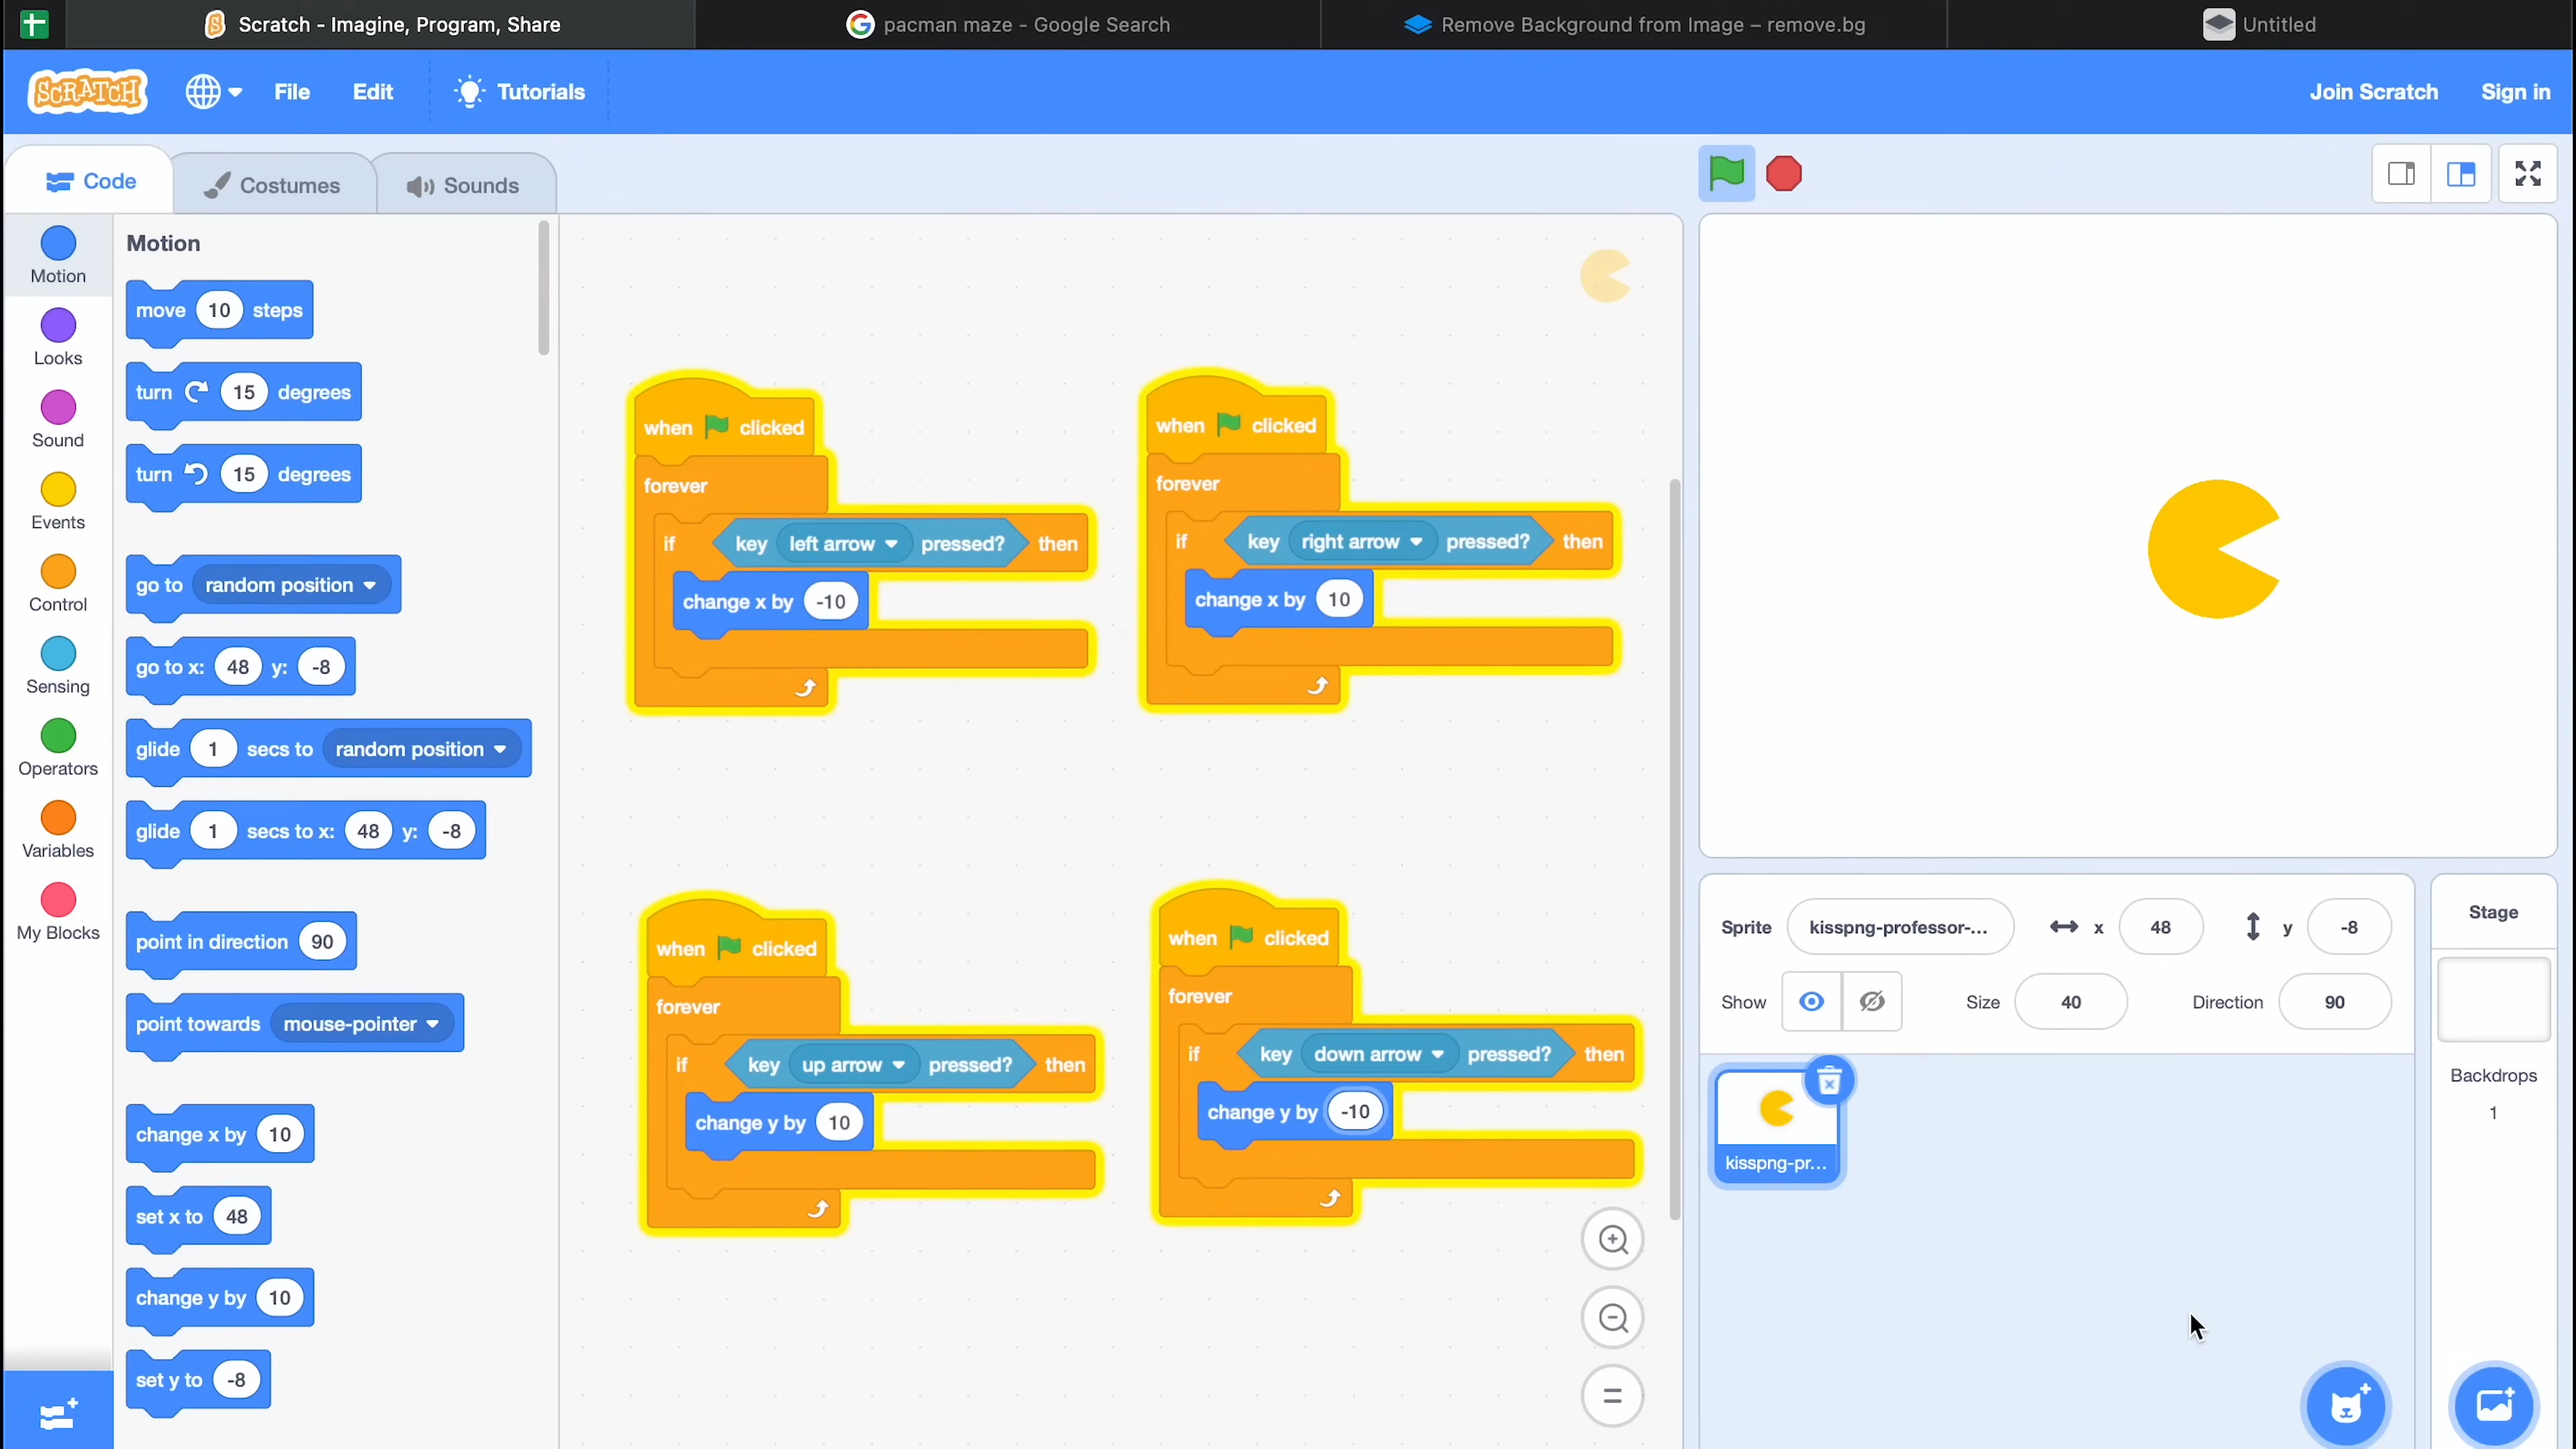 Scratch - Imagine, Program, Share
pacman maze - Google Search
Remove Background from Image – remove.bg
Untitled
SCRATCH
File
Edit
Tutorials
Join Scratch
Sign in
Code
Costumes
Sounds
Motion
Looks
Sound
Events
Control
Sensing
Operators
Variables
My Blocks
Motion
move 10 steps
turn 15 degrees
turn 15 degrees
go to random position
go to x: 48 y: -8
glide 1 secs to random position
glide 1 secs to x: 48 y: -8
point in direction 90
point towards mouse-pointer
change x by 10
set x to 48
change y by 10
set y to -8
when clicked
forever
if key left arrow pressed? then
change x by -10
when clicked
forever
if key right arrow pressed? then
change x by 10
when clicked
forever
if key up arrow pressed? then
change y by 10
when clicked
forever
if key down arrow pressed? then
change y by -10
Sprite kisspng-professor-... x 48 y -8
Show Size 40 Direction 90
kisspng-pr...
Stage
Backdrops
1